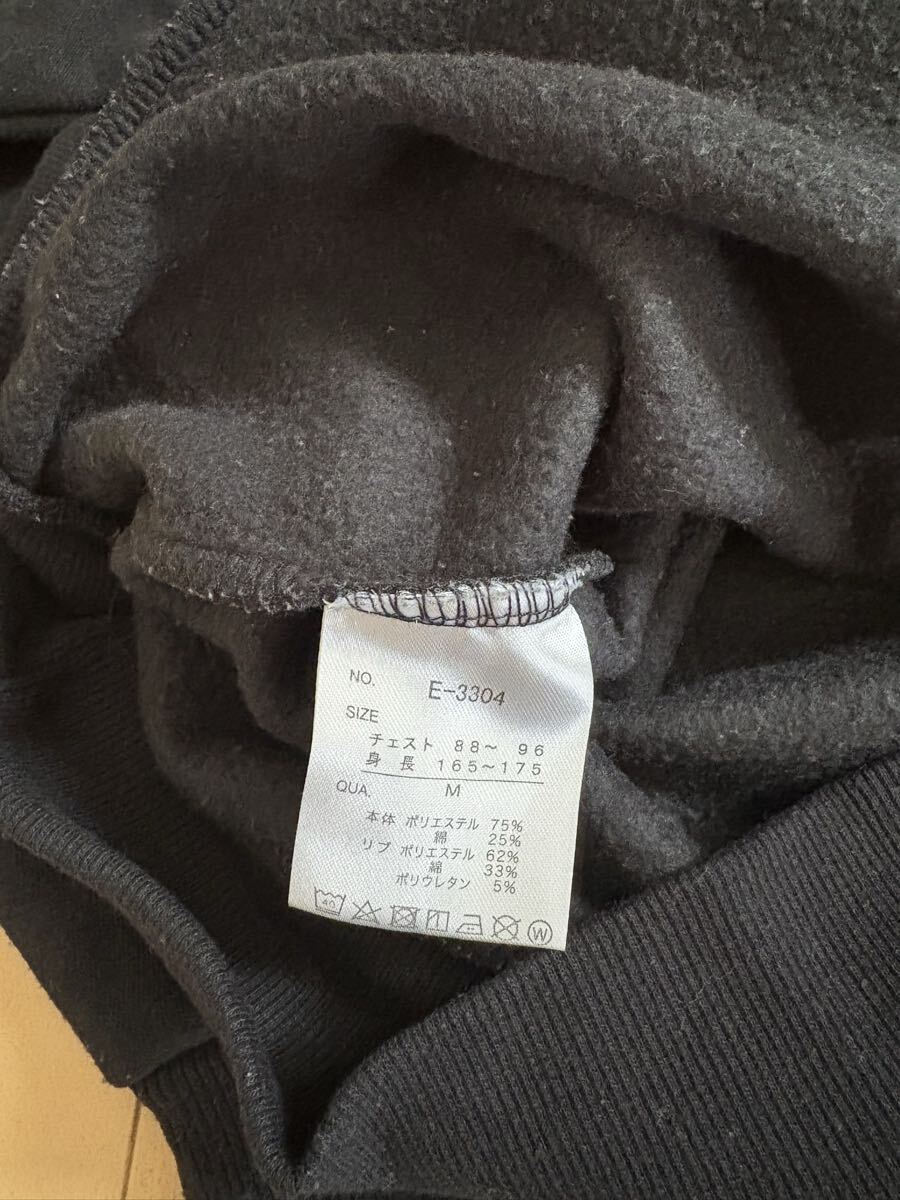 NO. E-3304
SIZE
チェスト 88～ 96
身 長 165～175
QUA. M
本体 ポリエステル 75%
綿 25%
リブ ポリエステル 62%
綿 33%
ポリウレタン 5%
40 W